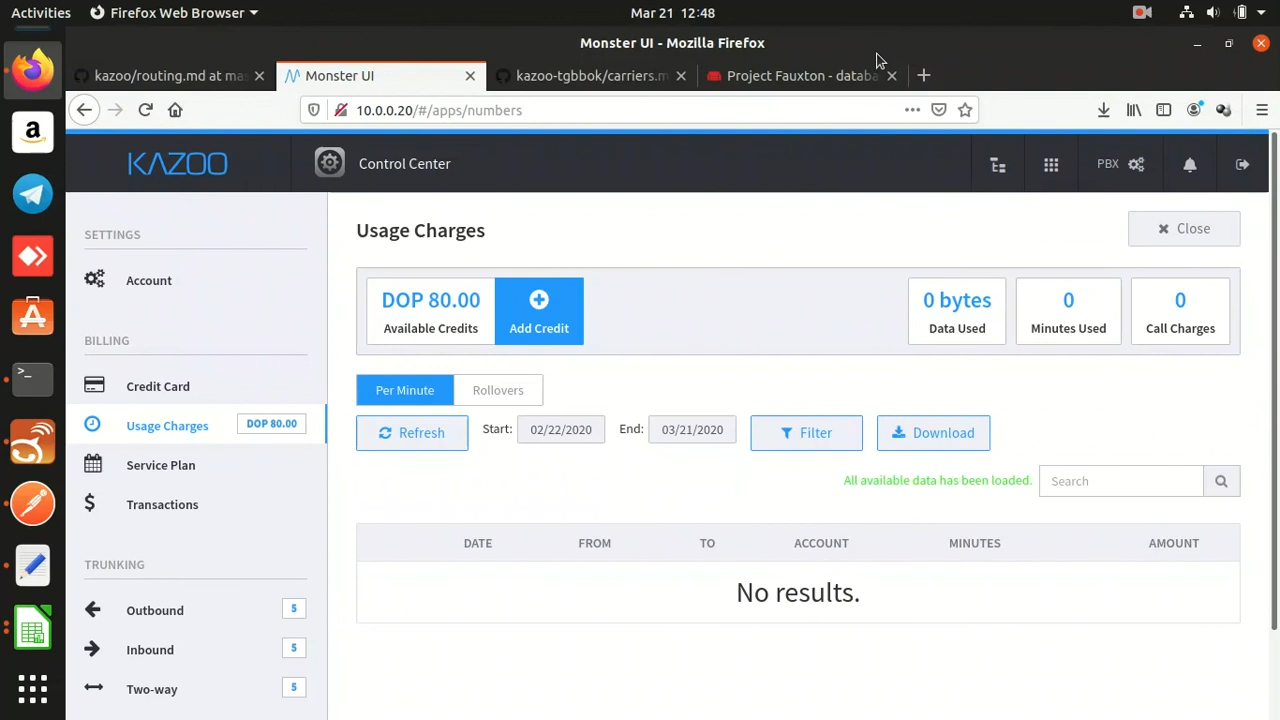 Activities
Firefox Web Browser
Mar 21 12:48
Monster UI - Mozilla Firefox
kazoo/routing.md at mas
Monster UI
kazoo-tgbbok/carriers.m
Project Fauxton - databa
10.0.0.20/#/apps/numbers
KAZOO
Control Center
PBX
SETTINGS
Account
BILLING
Credit Card
Usage Charges
DOP 80.00
Service Plan
Transactions
TRUNKING
Outbound
5
Inbound
5
Two-way
5
Usage Charges
Close
DOP 80.00
Available Credits
Add Credit
0 bytes
Data Used
0
Minutes Used
0
Call Charges
Per Minute
Rollovers
Refresh
Start:
02/22/2020
End:
03/21/2020
Filter
Download
All available data has been loaded.
Search
DATE
FROM
TO
ACCOUNT
MINUTES
AMOUNT
No results.